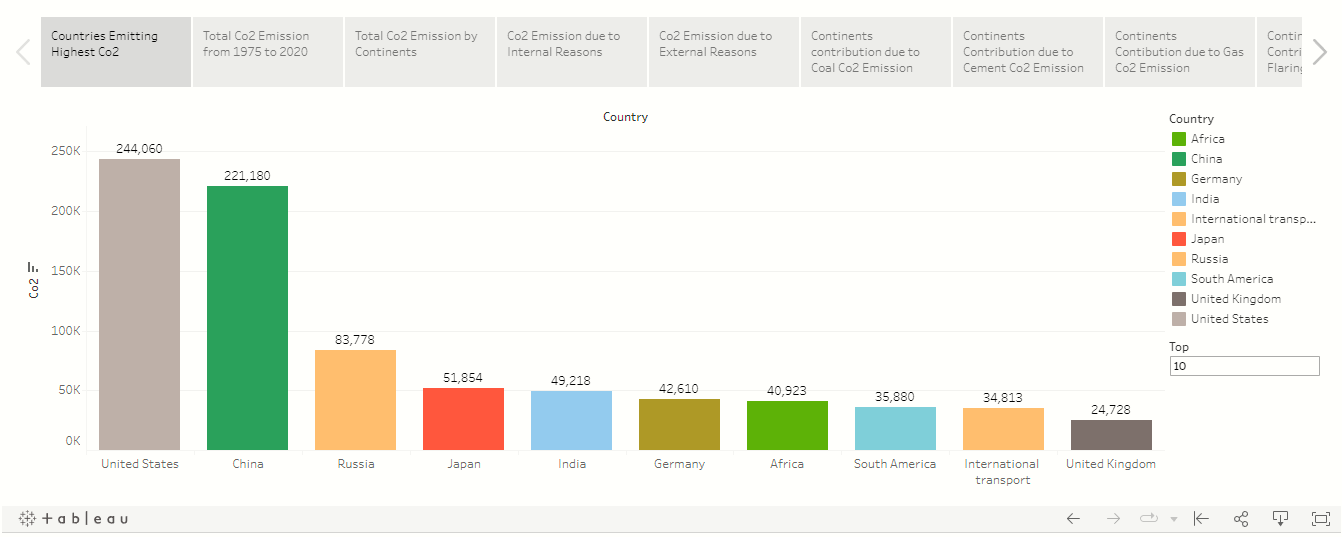 Countries Emitting
Highest Co2
Total Co2 Emission
from 1975 to 2020
Total Co2 Emission by
Continents
Co2 Emission due to
Internal Reasons
Co2 Emission due to
External Reasons
Continents
contribution due to
Coal Co2 Emission
Continents
Contribution due to
Cement Co2 Emission
Continents
Contibution due to Gas
Co2 Emission
Contin
Contri
Flaring
Country
250K
200K
150K
100K
50K
0K
Co2
244,060
221,180
83,778
51,854
49,218
42,610
40,923
35,880
34,813
24,728
United States
China
Russia
Japan
India
Germany
Africa
South America
International
transport
United Kingdom
Country
Africa
China
Germany
India
International transp...
Japan
Russia
South America
United Kingdom
United States
Top
10
+ableau